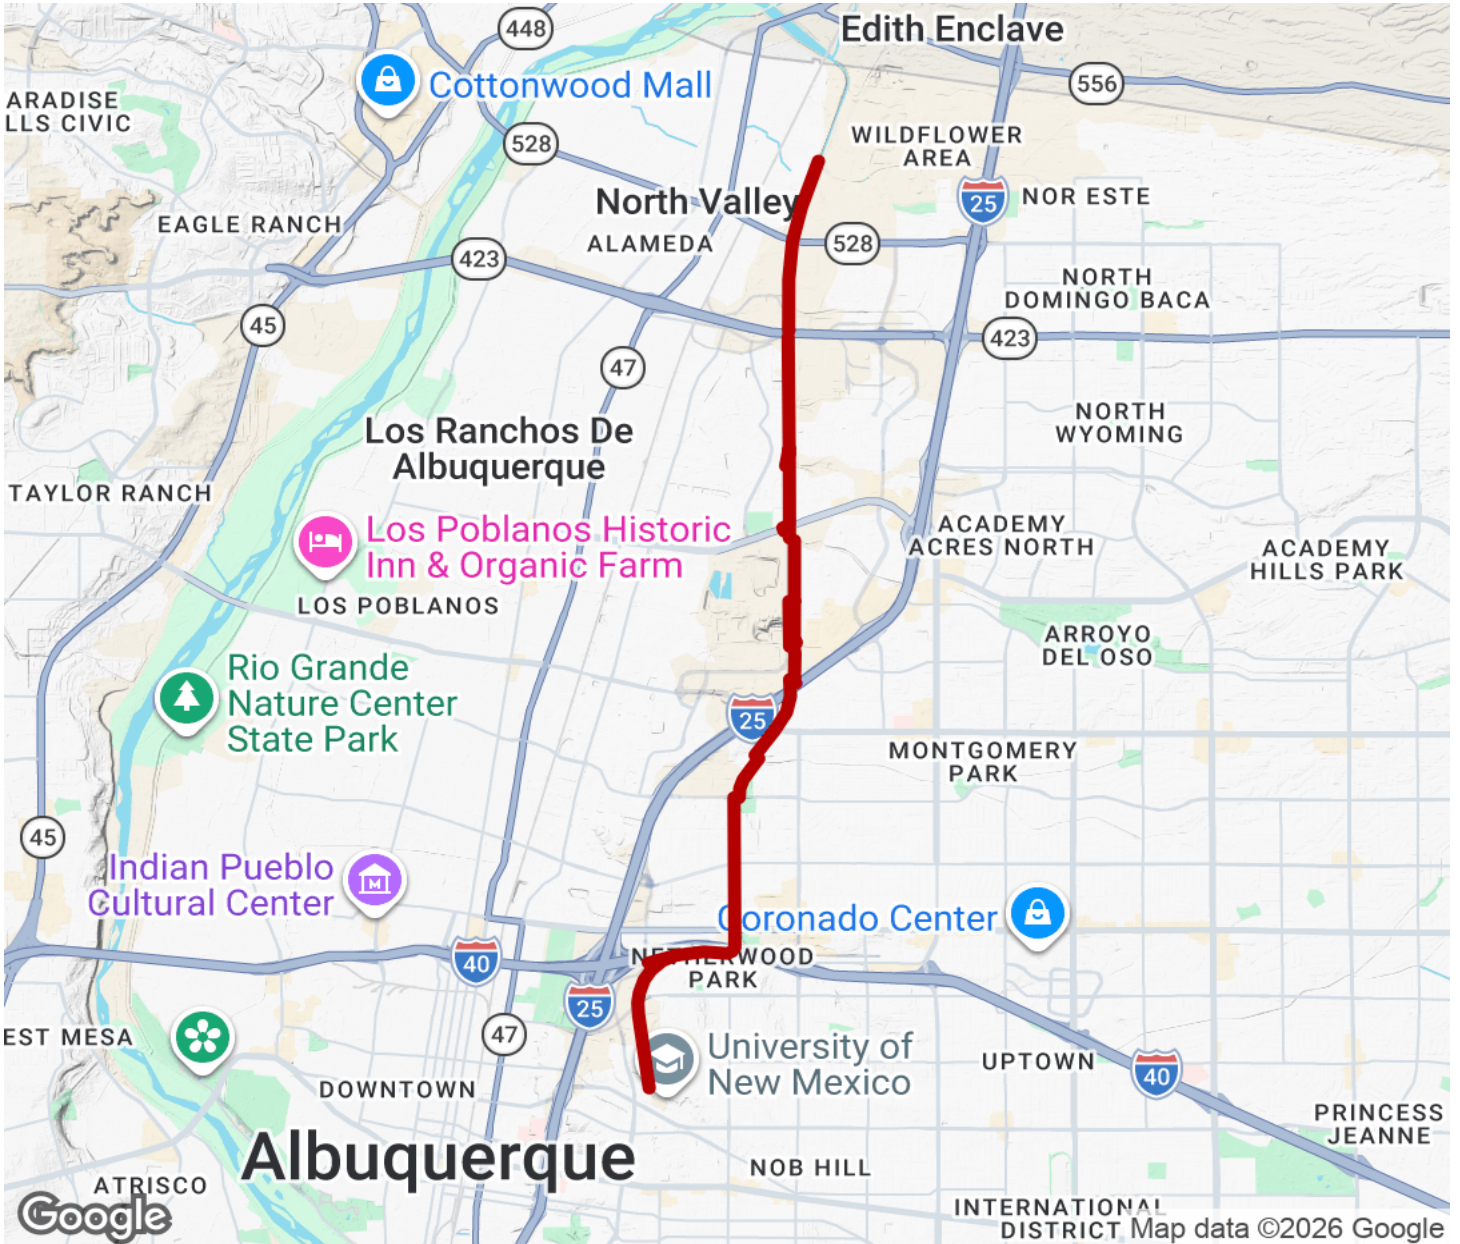 448
Edith Enclave
Cottonwood Mall
556
ARADISE
LLS CIVIC
528
WILDFLOWER
AREA
North Valley
25
NOR ESTE
EAGLE RANCH
ALAMEDA
528
423
NORTH
DOMINGO BACA
45
423
47
NORTH
WYOMING
Los Ranchos De
Albuquerque
TAYLOR RANCH
Los Poblanos Historic
Inn & Organic Farm
ACADEMY
ACRES NORTH
ACADEMY
HILLS PARK
LOS POBLANOS
ARROYO
DEL OSO
Rio Grande
Nature Center
State Park
25
MONTGOMERY
PARK
45
Indian Pueblo
Cultural Center
Coronado Center
40
NETHERWOOD
PARK
25
EST MESA
47
University of
New Mexico
UPTOWN
40
DOWNTOWN
PRINCESS
JEANNE
Albuquerque
NOB HILL
ATRISCO
INTERNATIONAL
DISTRICT
Google
Map data ©2026 Google